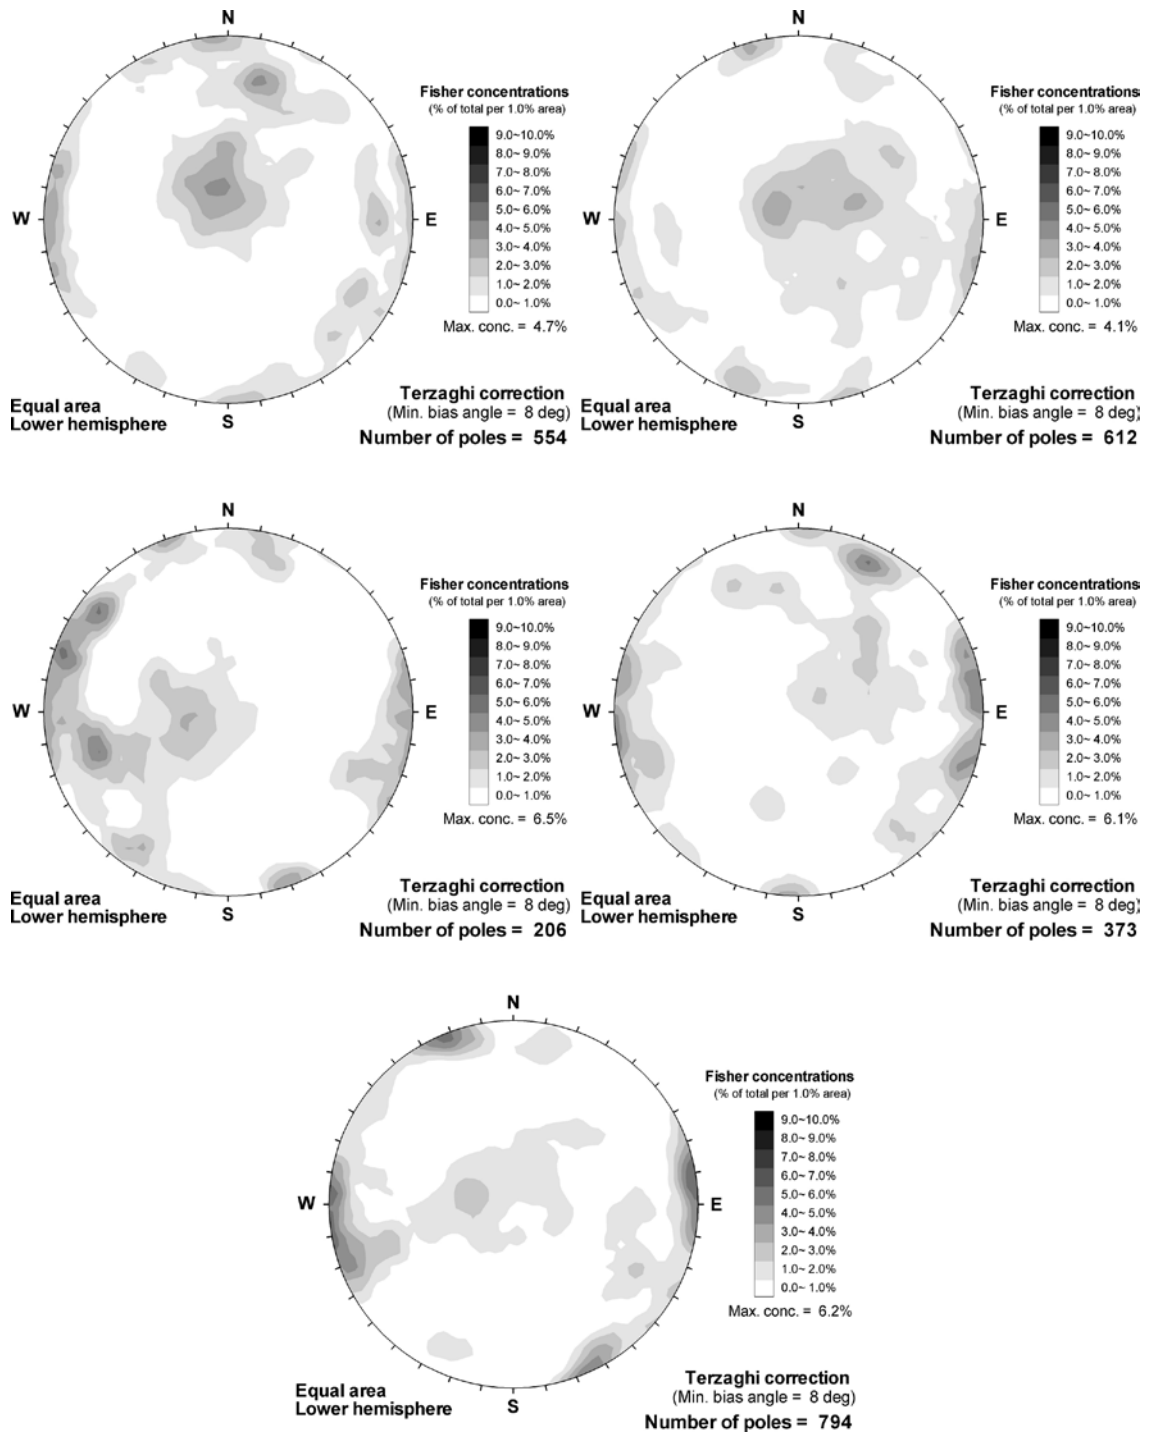 N
Fisher concentrations
(% of total per 1.0% area)
9.0~10.0%
8.0~ 9.0%
7.0~ 8.0%
6.0~ 7.0%
5.0~ 6.0%
4.0~ 5.0%
3.0~ 4.0%
2.0~ 3.0%
1.0~ 2.0%
0.0~ 1.0%
Max. conc. = 4.7%
W
E
S
Equal area
Lower hemisphere
Terzaghi correction
(Min. bias angle = 8 deg)
Number of poles = 554
N
Fisher concentrations
(% of total per 1.0% area)
9.0~10.0%
8.0~ 9.0%
7.0~ 8.0%
6.0~ 7.0%
5.0~ 6.0%
4.0~ 5.0%
3.0~ 4.0%
2.0~ 3.0%
1.0~ 2.0%
0.0~ 1.0%
Max. conc. = 4.1%
W
E
S
Equal area
Lower hemisphere
Terzaghi correction
(Min. bias angle = 8 deg)
Number of poles = 612
N
Fisher concentrations
(% of total per 1.0% area)
9.0~10.0%
8.0~ 9.0%
7.0~ 8.0%
6.0~ 7.0%
5.0~ 6.0%
4.0~ 5.0%
3.0~ 4.0%
2.0~ 3.0%
1.0~ 2.0%
0.0~ 1.0%
Max. conc. = 6.5%
W
E
S
Equal area
Lower hemisphere
Terzaghi correction
(Min. bias angle = 8 deg)
Number of poles = 206
N
Fisher concentrations
(% of total per 1.0% area)
9.0~10.0%
8.0~ 9.0%
7.0~ 8.0%
6.0~ 7.0%
5.0~ 6.0%
4.0~ 5.0%
3.0~ 4.0%
2.0~ 3.0%
1.0~ 2.0%
0.0~ 1.0%
Max. conc. = 6.1%
W
E
S
Equal area
Lower hemisphere
Terzaghi correction
(Min. bias angle = 8 deg)
Number of poles = 373
N
Fisher concentrations
(% of total per 1.0% area)
9.0~10.0%
8.0~ 9.0%
7.0~ 8.0%
6.0~ 7.0%
5.0~ 6.0%
4.0~ 5.0%
3.0~ 4.0%
2.0~ 3.0%
1.0~ 2.0%
0.0~ 1.0%
Max. conc. = 6.2%
W
E
S
Equal area
Lower hemisphere
Terzaghi correction
(Min. bias angle = 8 deg)
Number of poles = 794